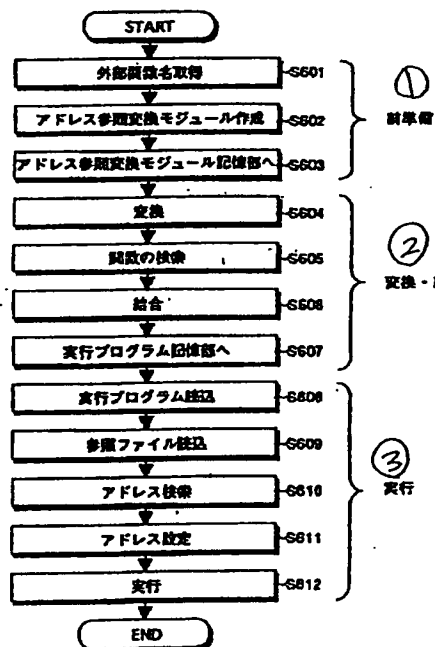 START
外部関数名取得 S601
アドレス参照変換モジュール作成 S602
アドレス参照変換モジュール記憶部へ S603
① 前準備
変換 S604
関数の検索 S605
結合 S606
実行プログラム記憶部へ S607
② 変換・
実行プログラム読込 S608
参照ファイル読込 S609
アドレス検索 S610
アドレス設定 S611
実行 S612
③ 実行
END